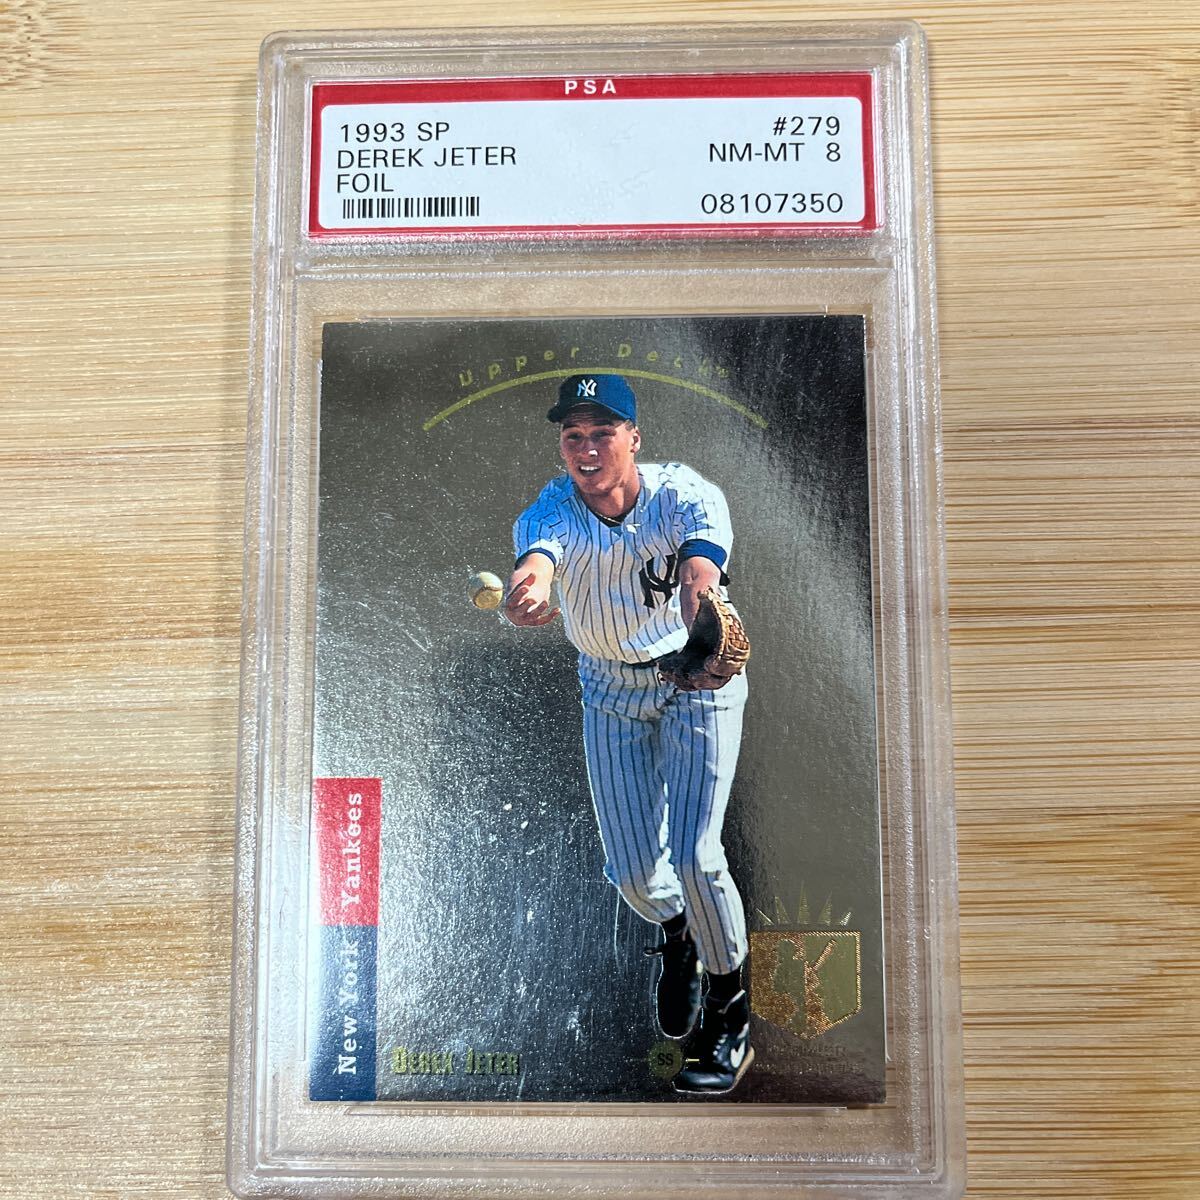 PSA
1993 SP #279
DEREK JETER NM-MT 8
FOIL
08107350
Upper Deck
NY
NY
New York Yankees
DEREK JETER
SS